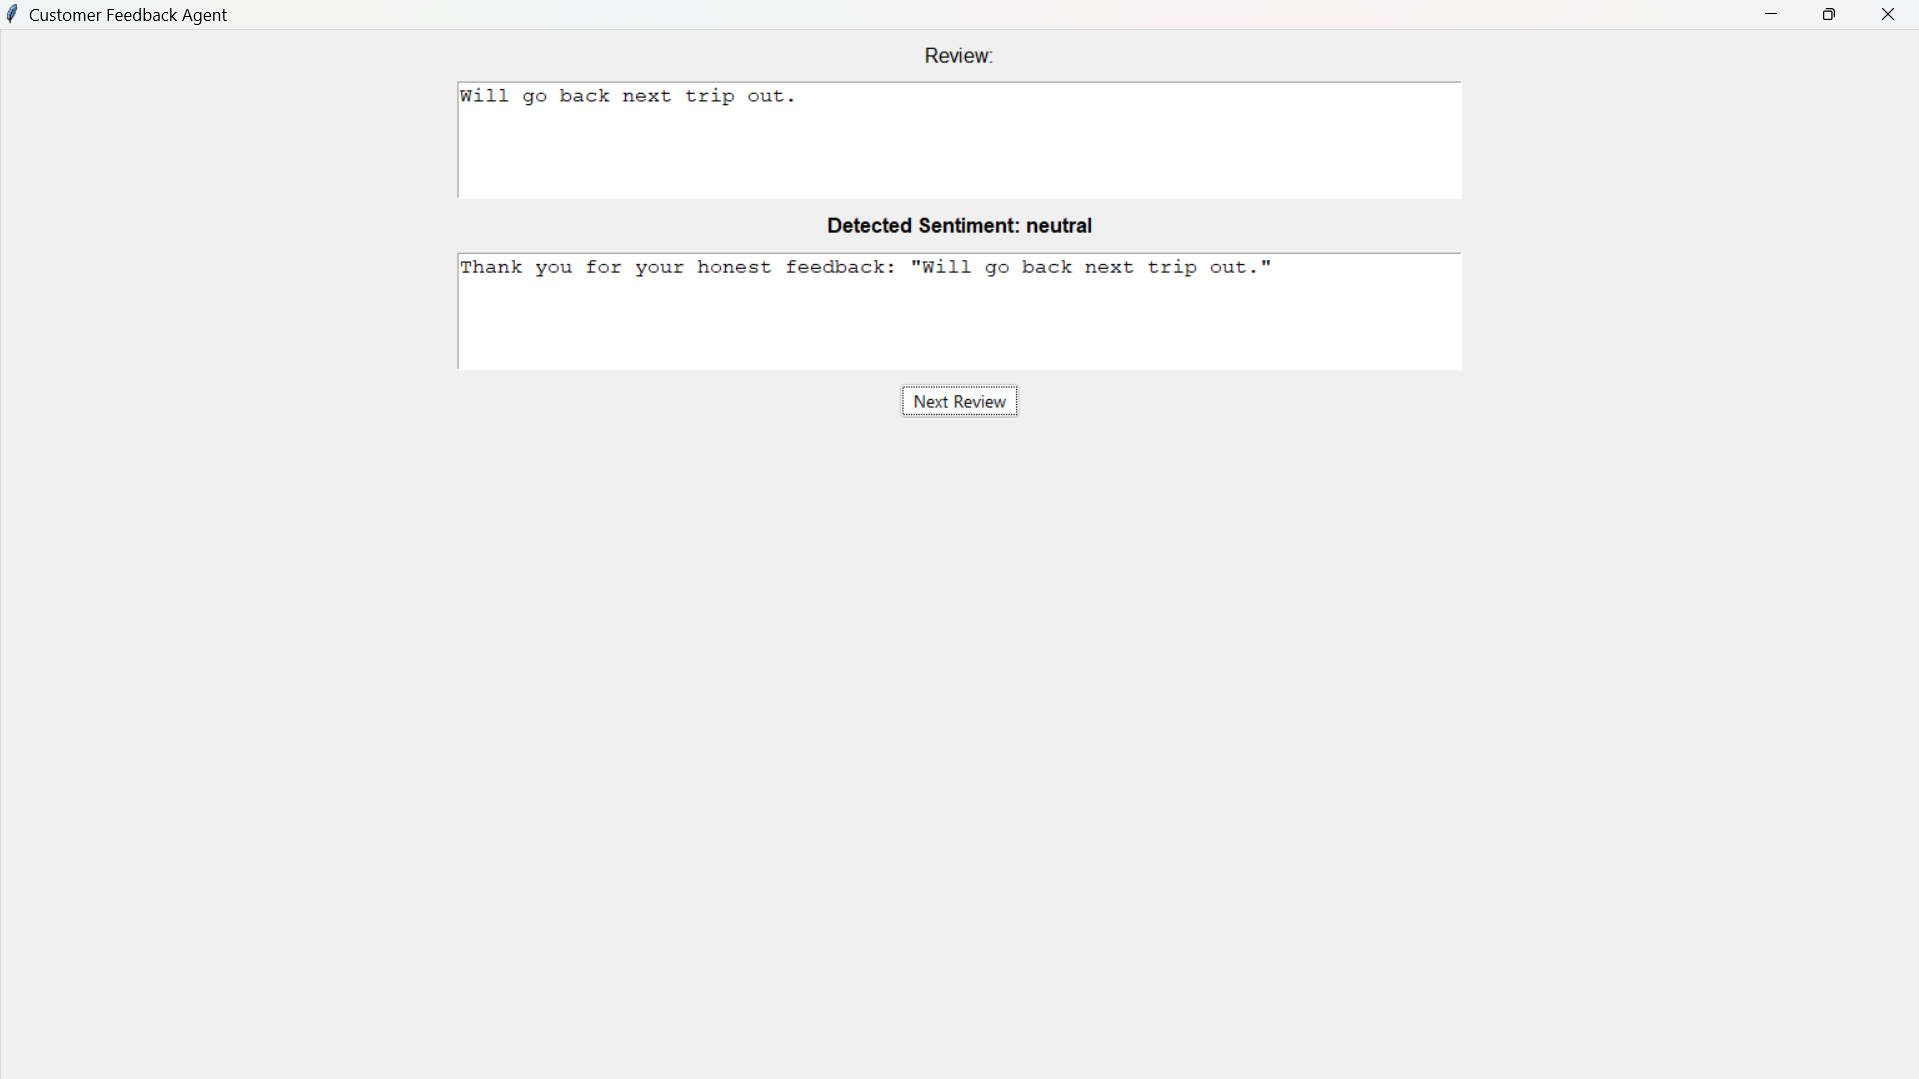 Customer Feedback Agent
Review:
Will go back next trip out.
Detected Sentiment: neutral
Thank you for your honest feedback: "Will go back next trip out."
Next Review